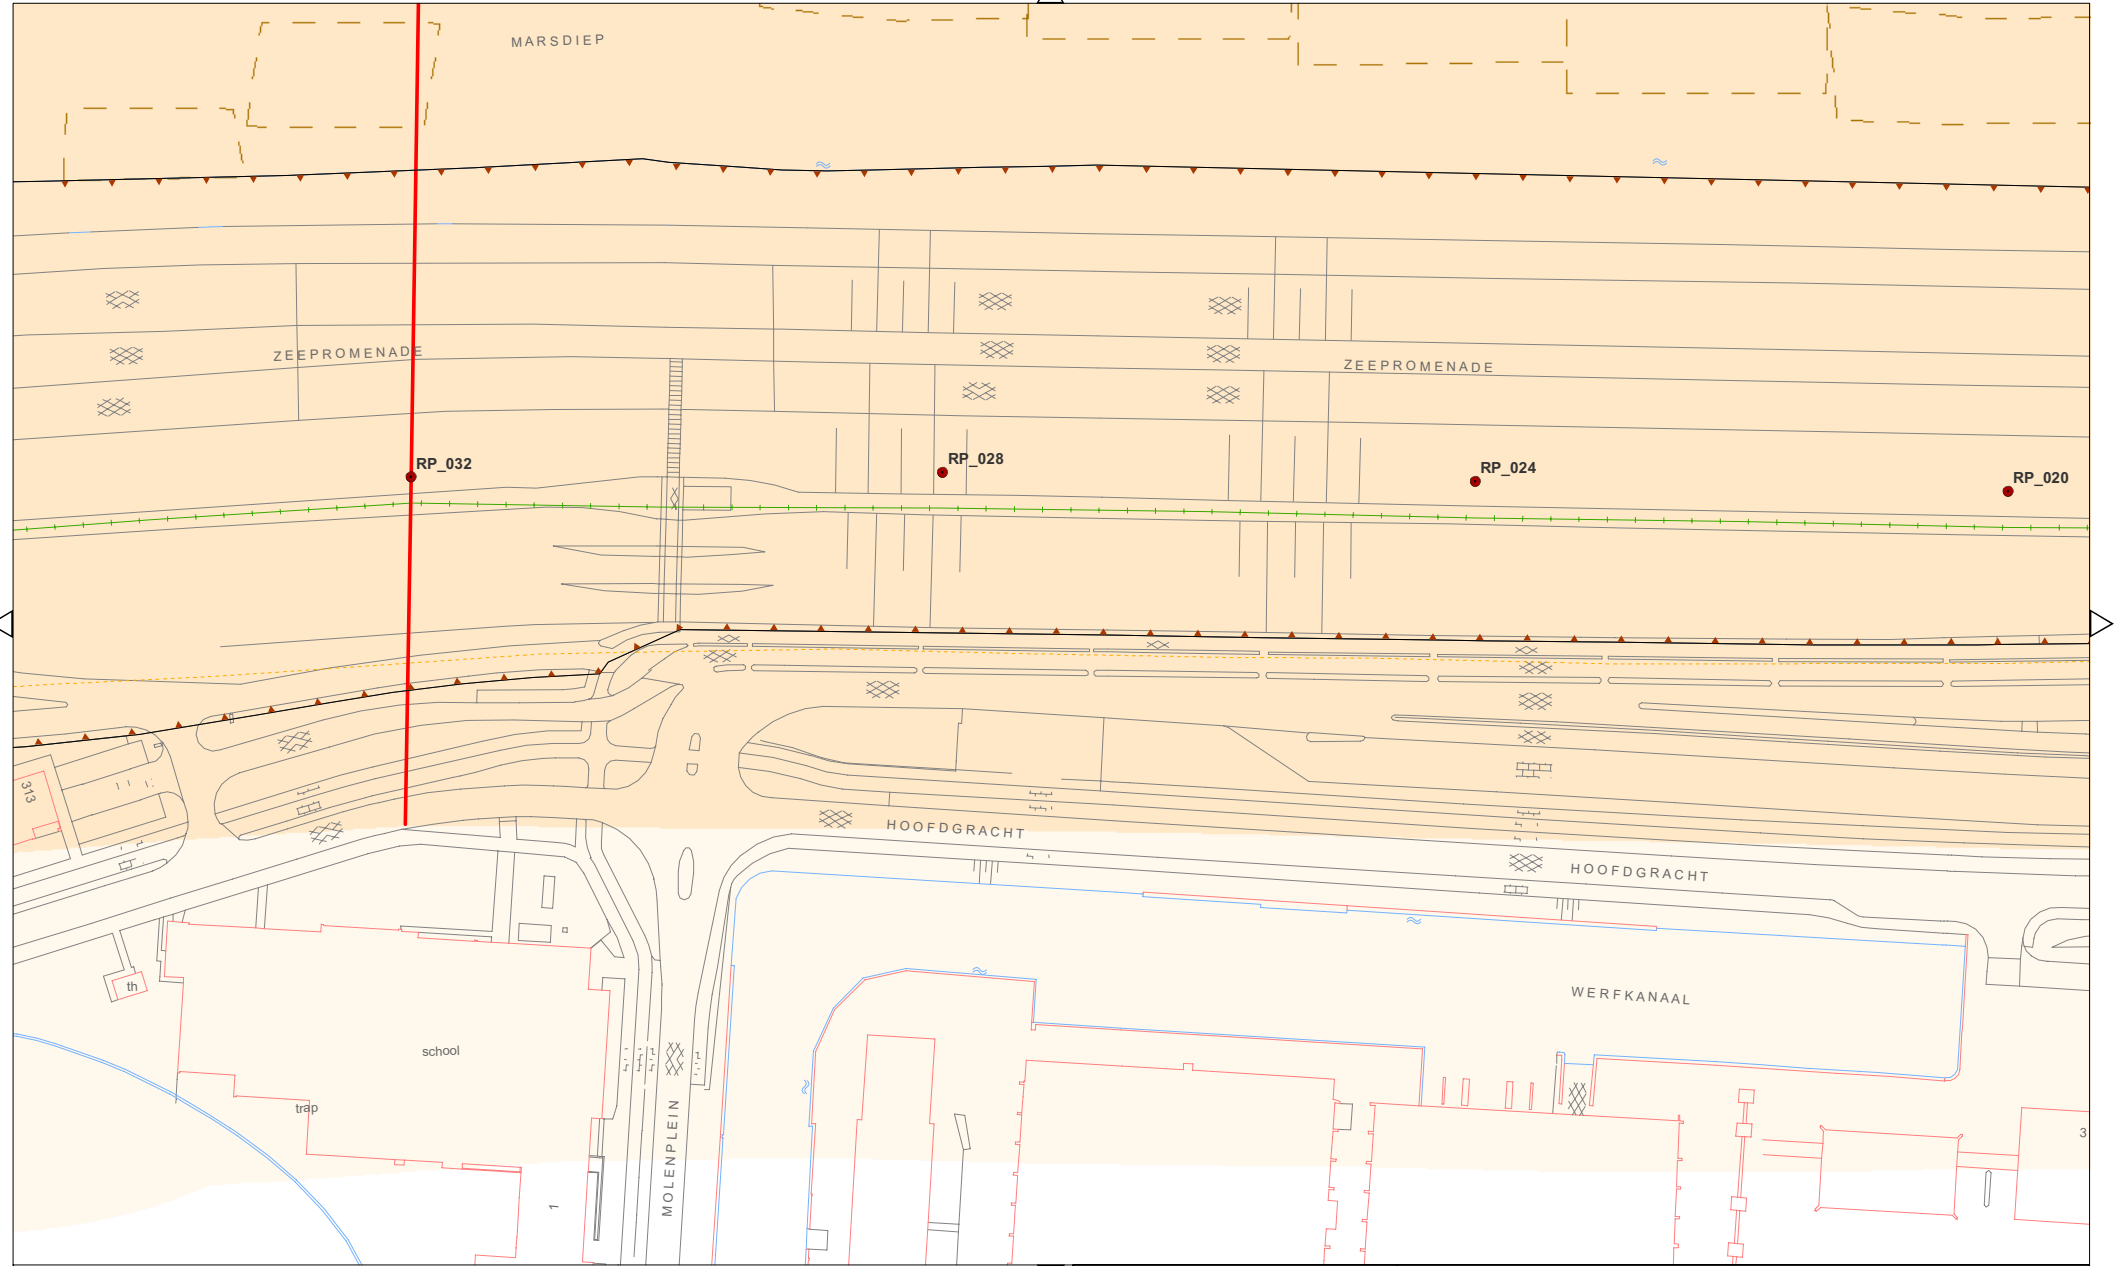 MARSDIEP
ZEEPROMENADE
ZEEPROMENADE
RP_032
RP_028
RP_024
RP_020
313
HOOFDGRACHT
HOOFDGRACHT
th
WERFKANAAL
school
trap
MOLENPLEIN
1
3